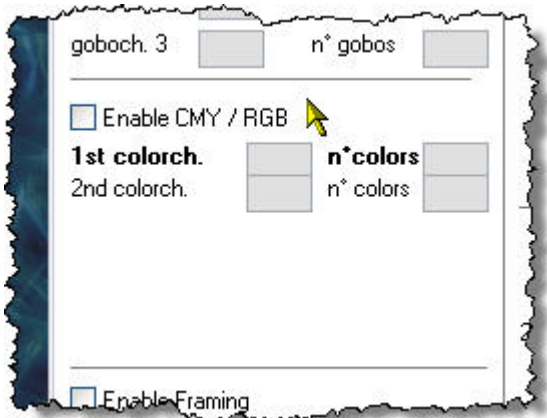 goboch. 3 n° gobos
Enable CMY / RGB
1st colorch. n°colors
2nd colorch. n° colors
Enable Framing